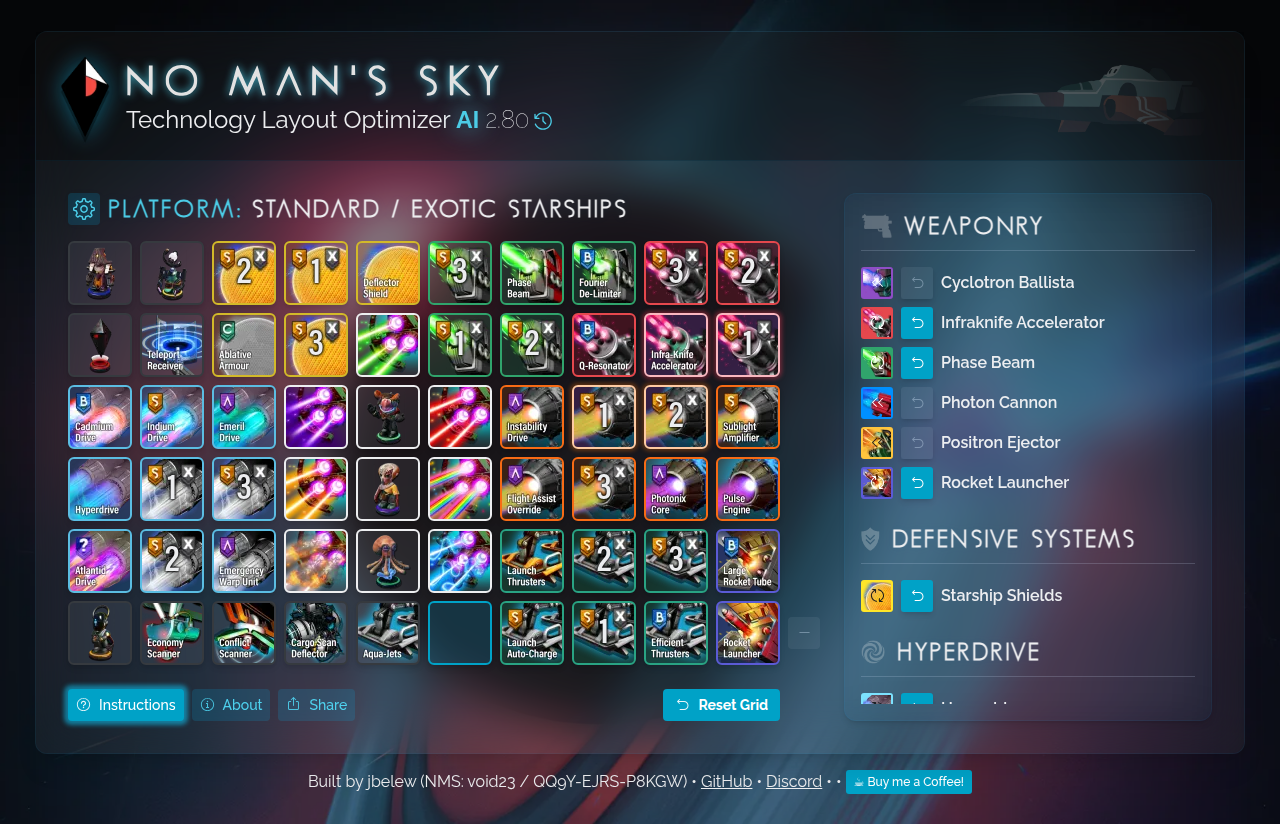 NO MAN'S SKY
Technology Layout Optimizer AI 2.80
PLATFORM: STANDARD / EXOTIC STARSHIPS
S 2 X
S 1 X
Deflector
Shield
S 3 X
Phase
Beam
B
Fourier
De-Limiter
S 3 X
S 2 X
Teleport
Receiver
C
Ablative
Armour
S 3 X
S 1 X
S 2 X
B
Q-Resonator
Infra-Knife
Accelerator
S 1 X
B
Cadmium
Drive
S
Indium
Drive
Λ
Emeril
Drive
Λ
Instability
Drive
S 1 X
S 2 X
S
Sublight
Amplifier
Hyperdrive
S 1 X
S 3 X
Λ
Flight Assist
Override
S 3 X
Λ
Photonix
Core
Pulse
Engine
?
Atlantid
Drive
S 2 X
Λ
Emergency
Warp Unit
Launch
Thrusters
S 2 X
S 3 X
B
Large
Rocket Tube
Economy
Scanner
Conflict
Scanner
Cargo Scan
Deflector
Aqua-Jets
S
Launch
Auto-Charge
S 1 X
B
Efficient
Thrusters
Rocket
Launcher
Instructions
About
Share
Reset Grid
WEAPONRY
Cyclotron Ballista
Infraknife Accelerator
Phase Beam
Photon Cannon
Positron Ejector
Rocket Launcher
DEFENSIVE SYSTEMS
Starship Shields
HYPERDRIVE
Built by jbelew (NMS: void23 / QQ9Y-EJRS-P8KGW) • GitHub • Discord • • Buy me a Coffee!